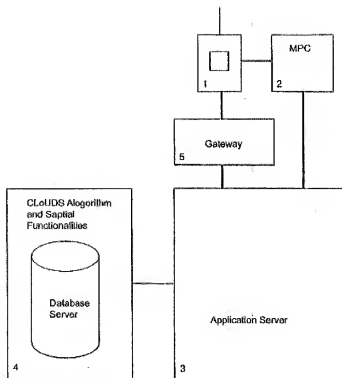 1
MPC
2
Gateway
5
CLoUDS Alogorithm
and Saptial
Functionalities
Database
Server
4
Application Server
3